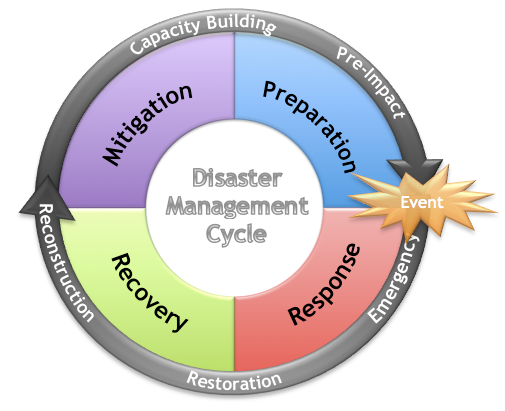 Capacity Building
Pre-Impact
Mitigation
Preparation
Disaster
Management
Cycle
Event
Reconstruction
Recovery
Response
Emergency
Restoration